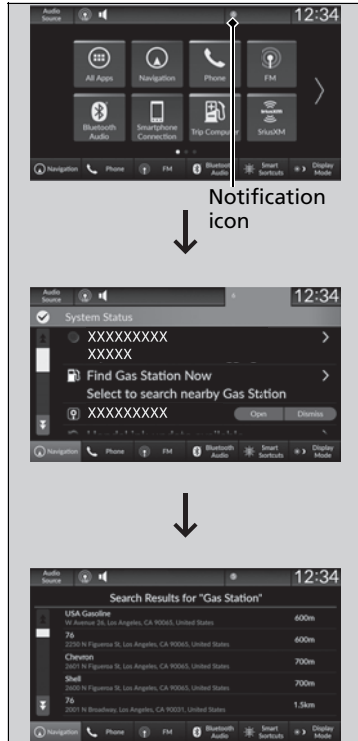 Audio Source 12:34
All Apps Navigation Phone FM
Bluetooth Audio Smartphone Connection Trip Computer SiriusXM
Navigation Phone FM Bluetooth Audio Smart Sortcuts Display Mode
Notification
icon
Audio Source 12:34
System Status
XXXXXXXXX
XXXXX
Find Gas Station Now
Select to search nearby Gas Station
XXXXXXXXX Open Dismiss
Navigation Phone FM Bluetooth Audio Smart Sortcuts Display Mode
Audio Source 12:34
Search Results for "Gas Station"
USA Gasoline
W Avenue 26, Los Angeles, CA 90065, United States 600m
76
2250 N Figueroa St, Los Angeles, CA 90065, United States 600m
Chevron
2601 N Figueroa St, Los Angeles, CA 90065, United States 700m
Shell
2600 N Figueroa St, Los Angeles, CA 90065, United States 700m
76
2001 N Broadway, Los Angeles, CA 90031, United States 1.5km
Navigation Phone FM Bluetooth Audio Smart Sortcuts Display Mode